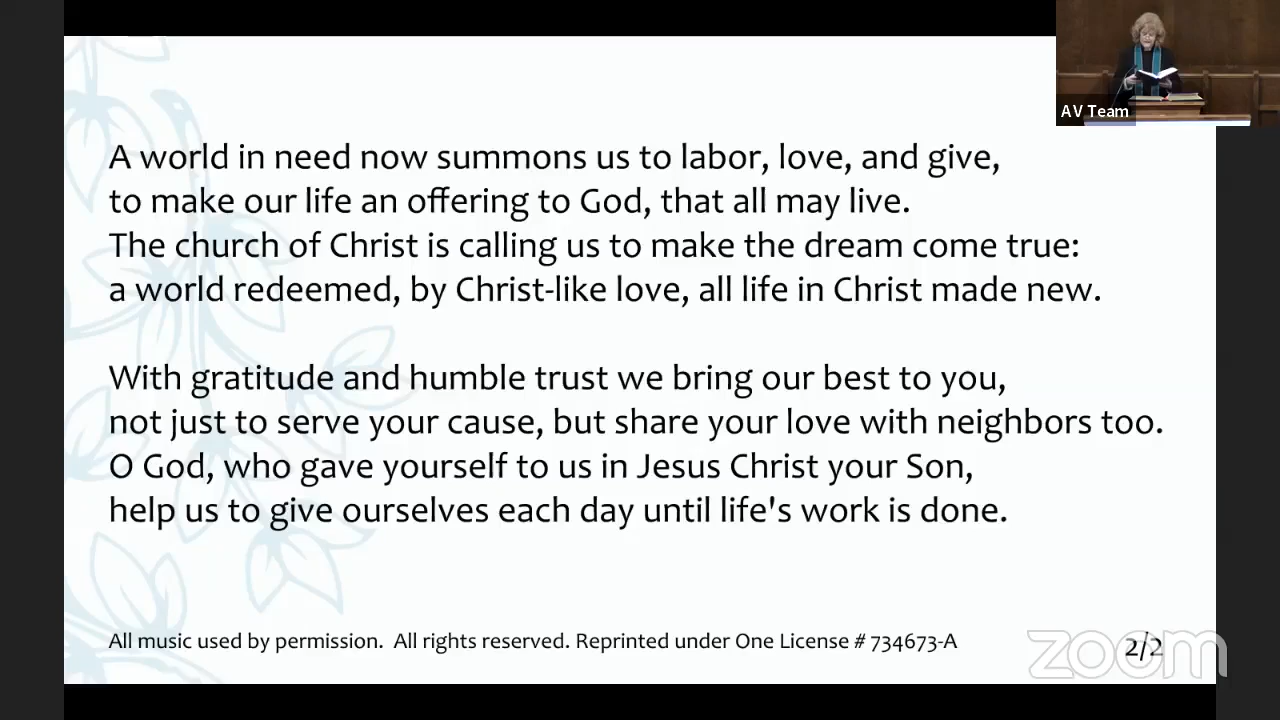 AV Team
A world in need now summons us to labor, love, and give,
to make our life an offering to God, that all may live.
The church of Christ is calling us to make the dream come true:
a world redeemed, by Christ-like love, all life in Christ made new.
With gratitude and humble trust we bring our best to you,
not just to serve your cause, but share your love with neighbors too.
O God, who gave yourself to us in Jesus Christ your Son,
help us to give ourselves each day until life's work is done.
All music used by permission.  All rights reserved. Reprinted under One License # 734673-A
2/2
zoom